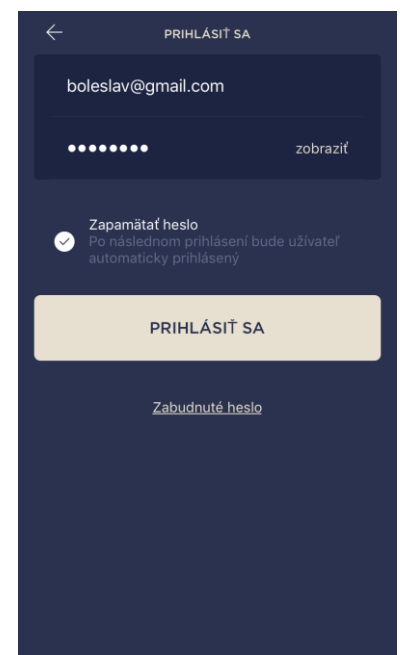 PRIHLÁSIŤ SA
boleslav@gmail.com
●●●●●●●● zobraziť
Zapamätať heslo
Po následnom prihlásení bude užívateľ
automaticky prihlásený
PRIHLÁSIŤ SA
Zabudnuté heslo